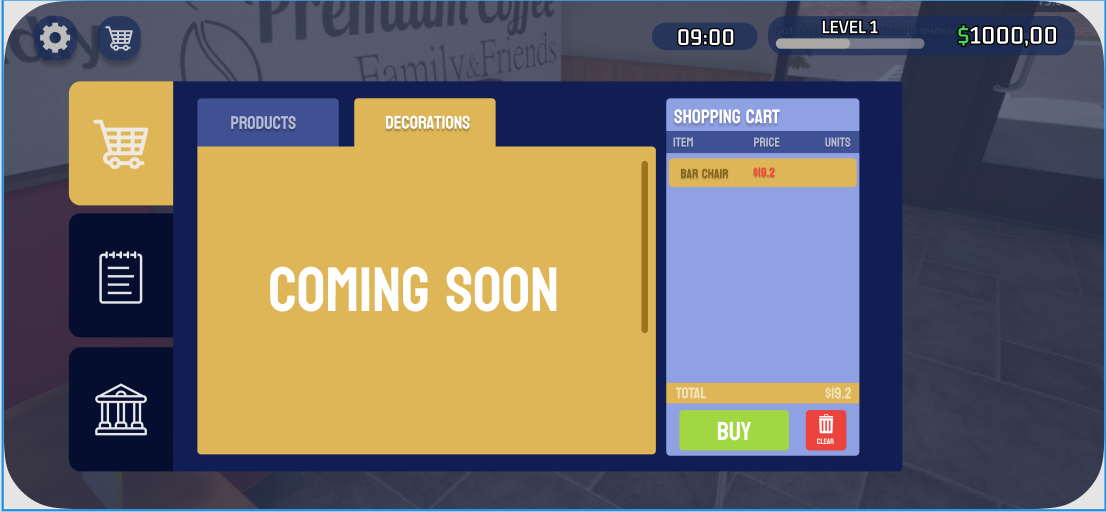 Premium Coffee
Family & Friends
09:00
LEVEL 1
$1000,00
PRODUCTS
DECORATIONS
SHOPPING CART
ITEM PRICE UNITS
BAR CHAIR $19.2
COMING SOON
TOTAL $19.2
BUY
CLEAR